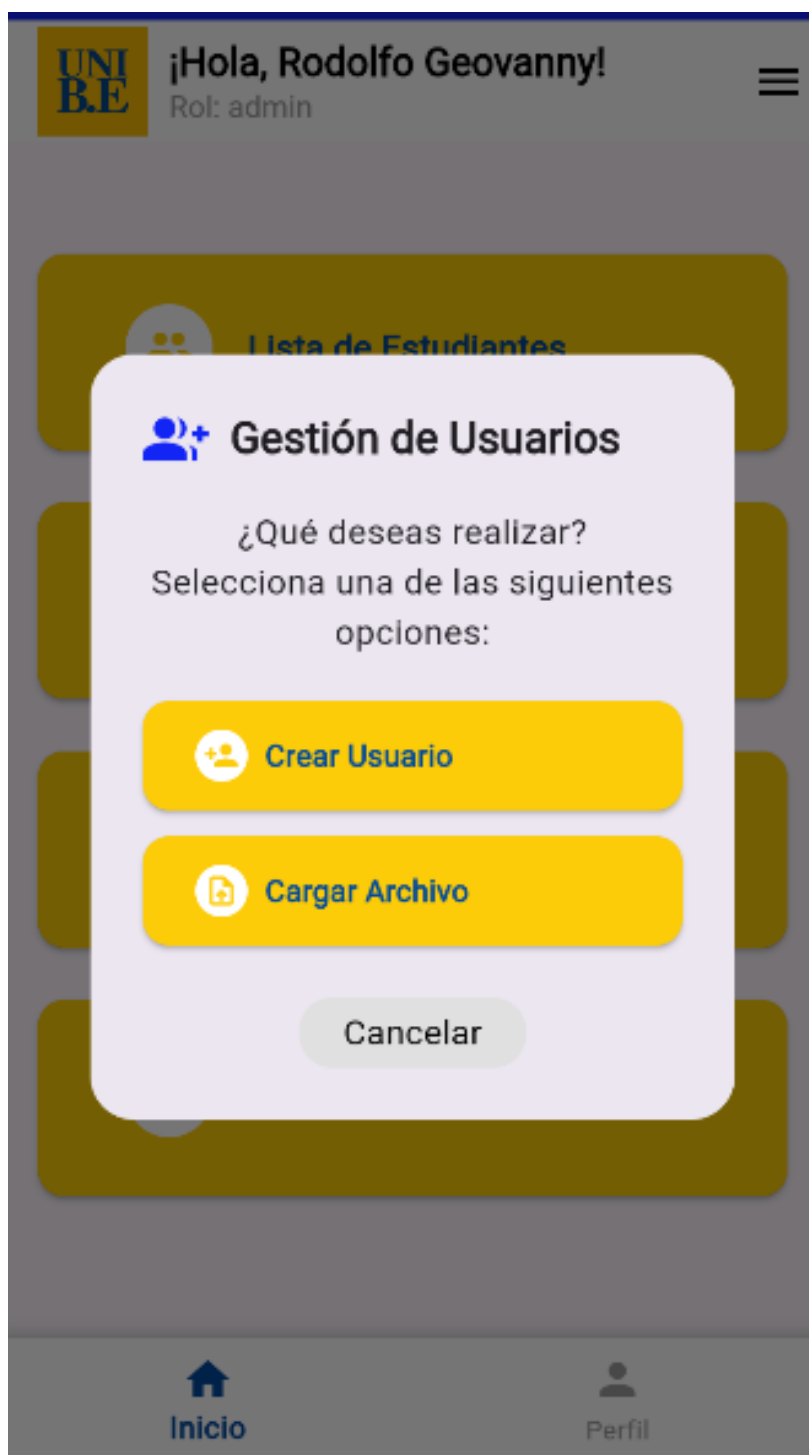 UNI
B.E
¡Hola, Rodolfo Geovanny!
Rol: admin
Lista de Estudiantes
Gestión de Usuarios
¿Qué deseas realizar?
Selecciona una de las siguientes
opciones:
Crear Usuario
Cargar Archivo
Cancelar
Inicio
Perfil